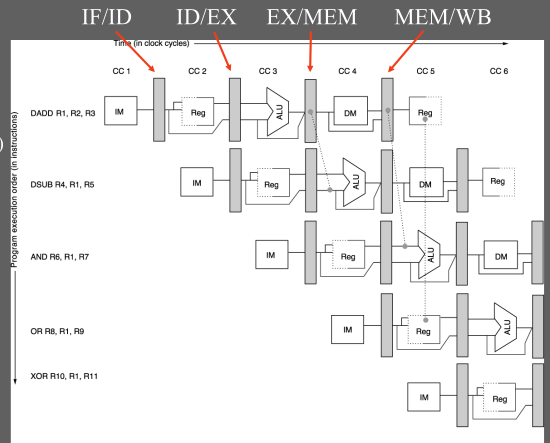 IF/ID ID/EX EX/MEM MEM/WB
Time (in clock cycles)
CC 1 CC 2 CC 3 CC 4 CC 5 CC 6
Program execution order (in instructions)
)
DADD R1, R2, R3 IM Reg ALU DM Reg
DSUB R4, R1, R5 IM Reg ALU DM Reg
AND R6, R1, R7 IM Reg ALU DM
OR R8, R1, R9 IM Reg ALU
XOR R10, R1, R11 IM Reg